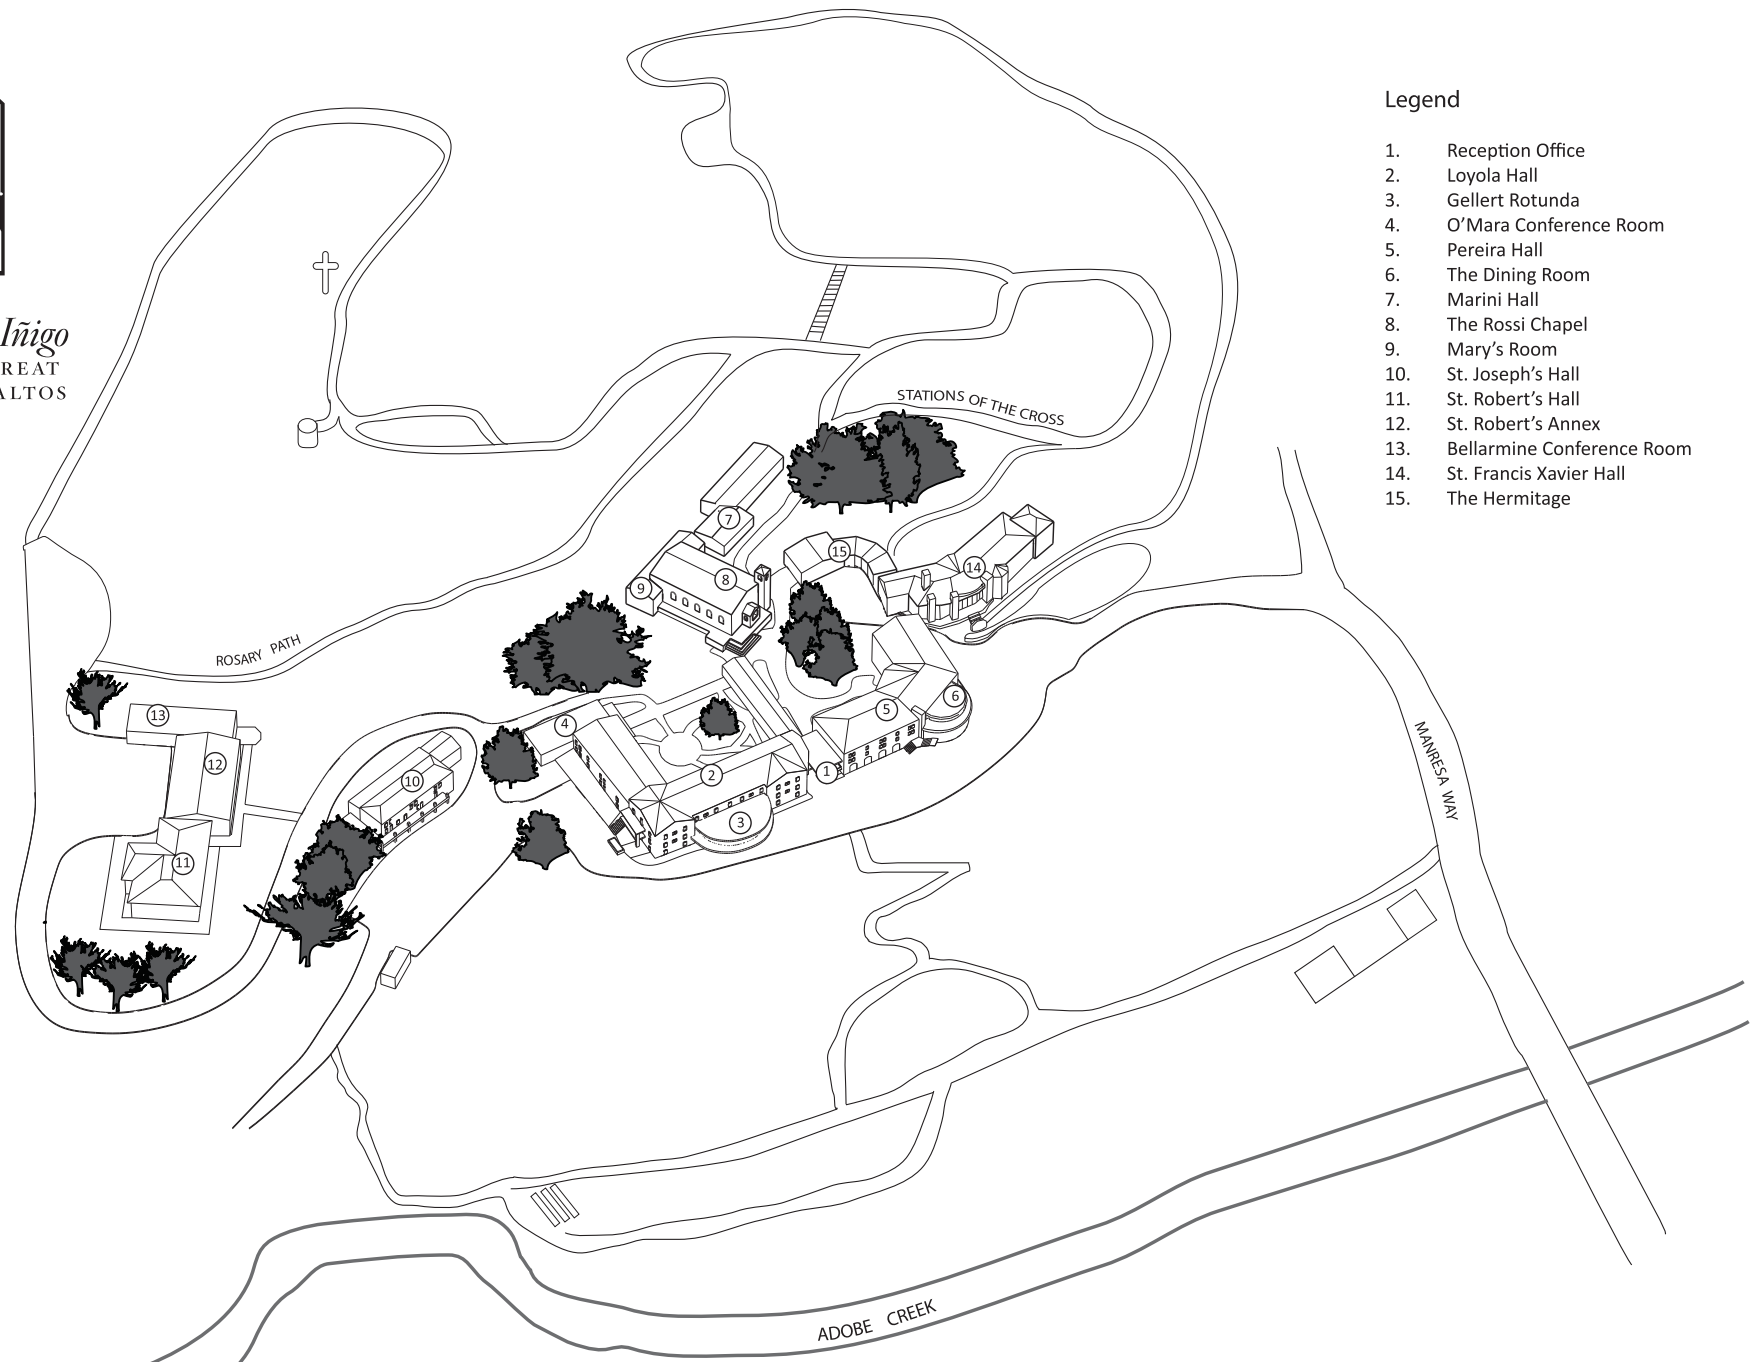 Iñigo
REAT
ALTOS
STATIONS OF THE CROSS
ROSARY PATH
MANRESA WAY
ADOBE CREEK
7
15
8
14
9
6
5
4
13
12
2
1
10
3
11
Legend
1. Reception Office
2. Loyola Hall
3. Gellert Rotunda
4. O’Mara Conference Room
5. Pereira Hall
6. The Dining Room
7. Marini Hall
8. The Rossi Chapel
9. Mary’s Room
10. St. Joseph’s Hall
11. St. Robert’s Hall
12. St. Robert’s Annex
13. Bellarmine Conference Room
14. St. Francis Xavier Hall
15. The Hermitage